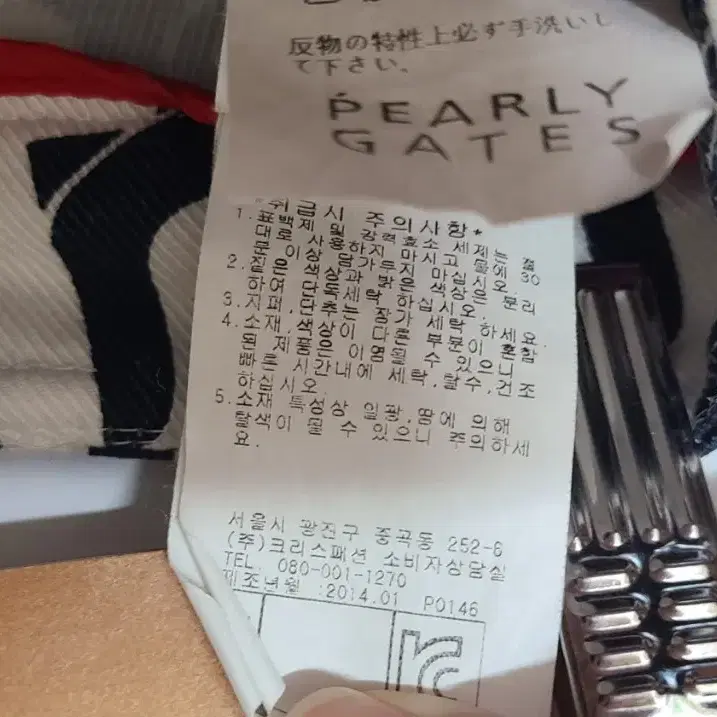 反物の特性上必ず手洗いし
て下さい。
PEARLY
GATES
취급시 주의사항*
1.표백제 및 강력효소 세제는 절
대로 사용하지 마시고 물에 30
분 이상 담가두지 마십시오.
2.짙은 색상과 밝은 색상은 분리
하여 단독세탁 하십시오.
3.지퍼,단추는 잠가 세탁 하세요.
4.소재,색상이 다른 부분이 혼합
된 제품은 이염될 수 있으니
빠른 시간내에 세탁,탈수,건조
하십시오.
5.소재 특성상 일광,땀에 의해
탈색이 될 수 있으니 주의하세
요.
서울시 광진구 중곡동 252-6
(주)크리스패션 소비자상담실
TEL. 080-001-1270
제조년월 :2014.01 P0146